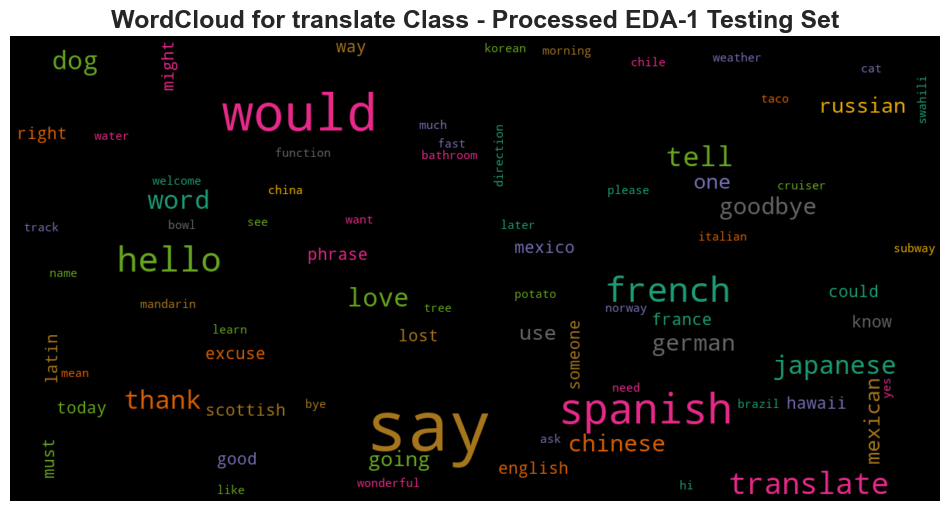 WordCloud for translate Class - Processed EDA-1 Testing Set
dog
might
way
korean
morning
chile
weather
cat
swahili
would
taco
russian
right
water
much
fast
bathroom
function
direction
tell
welcome
china
word
one
please
cruiser
goodbye
track
bowl
see
want
later
italian
subway
mexico
hello
phrase
name
french
love
potato
could
mandarin
tree
norway
france
know
learn
lost
use
german
someone
latin
excuse
mean
japanese
thank
need
yes
today
scottish
bye
spanish
brazil
hawaii
mexican
say
must
good
going
ask
chinese
english
like
wonderful
hi
translate